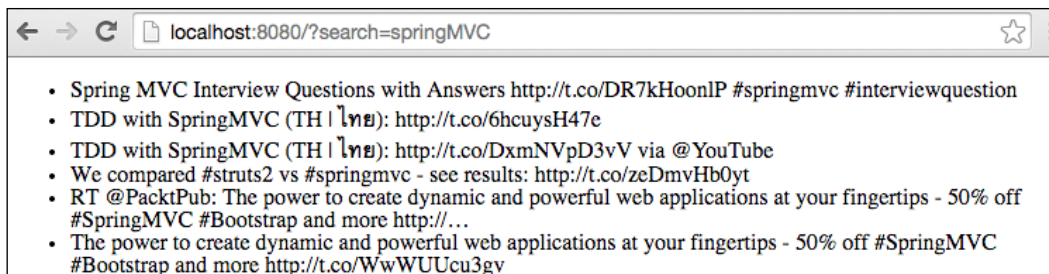 localhost:8080/?search=springMVC
• Spring MVC Interview Questions with Answers http://t.co/DR7kHoonlP #springmvc #interviewquestion
• TDD with SpringMVC (TH | ไทย): http://t.co/6hcuysH47e
• TDD with SpringMVC (TH | ไทย): http://t.co/DxmNVpD3vV via @YouTube
• We compared #struts2 vs #springmvc - see results: http://t.co/zeDmvHb0yt
• RT @PacktPub: The power to create dynamic and powerful web applications at your fingertips - 50% off
#SpringMVC #Bootstrap and more http://…
• The power to create dynamic and powerful web applications at your fingertips - 50% off #SpringMVC
#Bootstrap and more http://t.co/WwWUUcu3gv